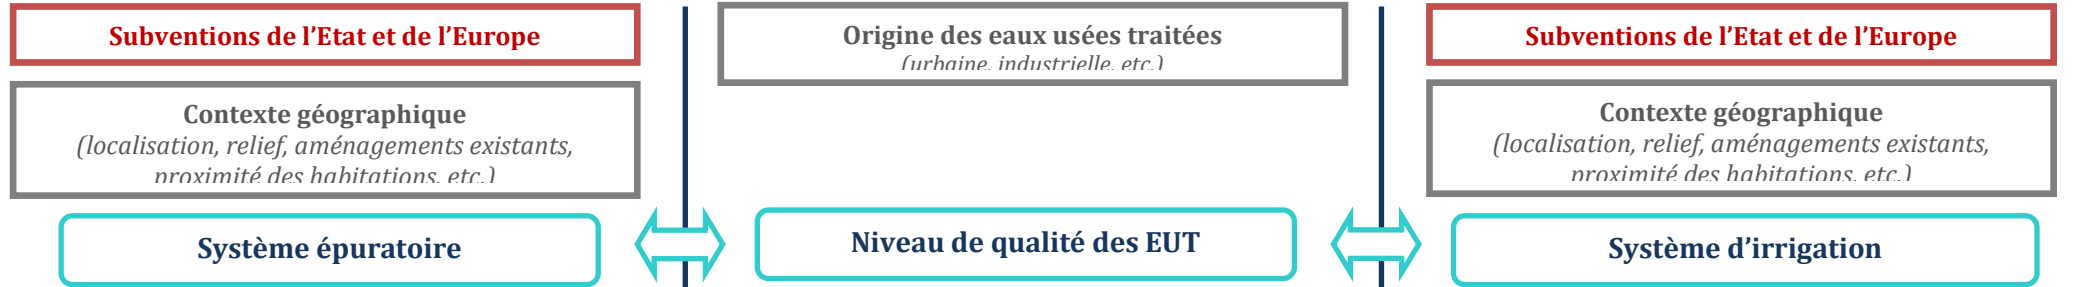 Subventions de l’Etat et de l’Europe
Contexte géographique
(localisation, relief, aménagements existants,
proximité des habitations, etc.)
Système épuratoire
Origine des eaux usées traitées
(urbaine, industrielle, etc.)
Niveau de qualité des EUT
Subventions de l’Etat et de l’Europe
Contexte géographique
(localisation, relief, aménagements existants,
proximité des habitations, etc.)
Système d’irrigation